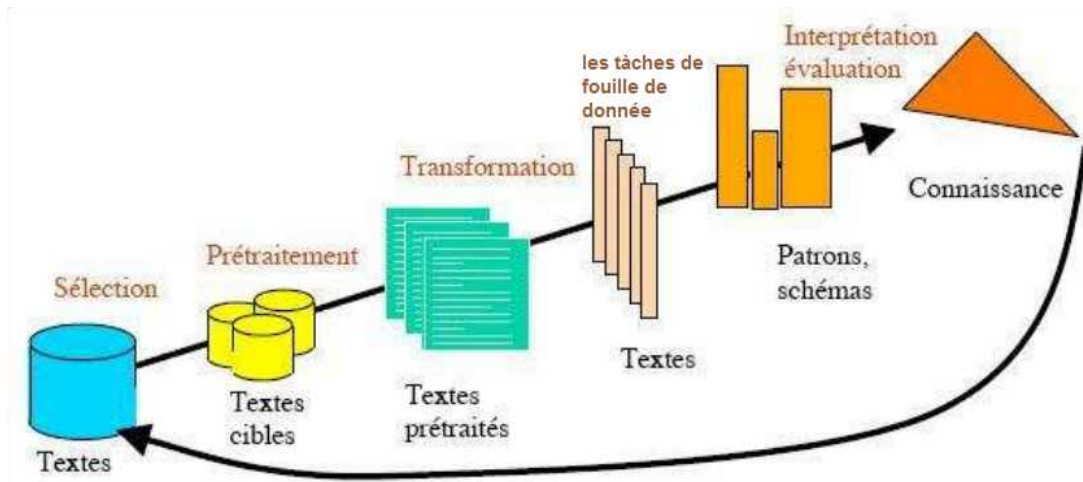 les tàches de
fouille de
donnée
Interprétation
évaluation
Transformation
Connaissance
Prétraitement
Patrons,
schémas
Sélection
Textes
Textes
cibles
Textes
prétraités
Textes